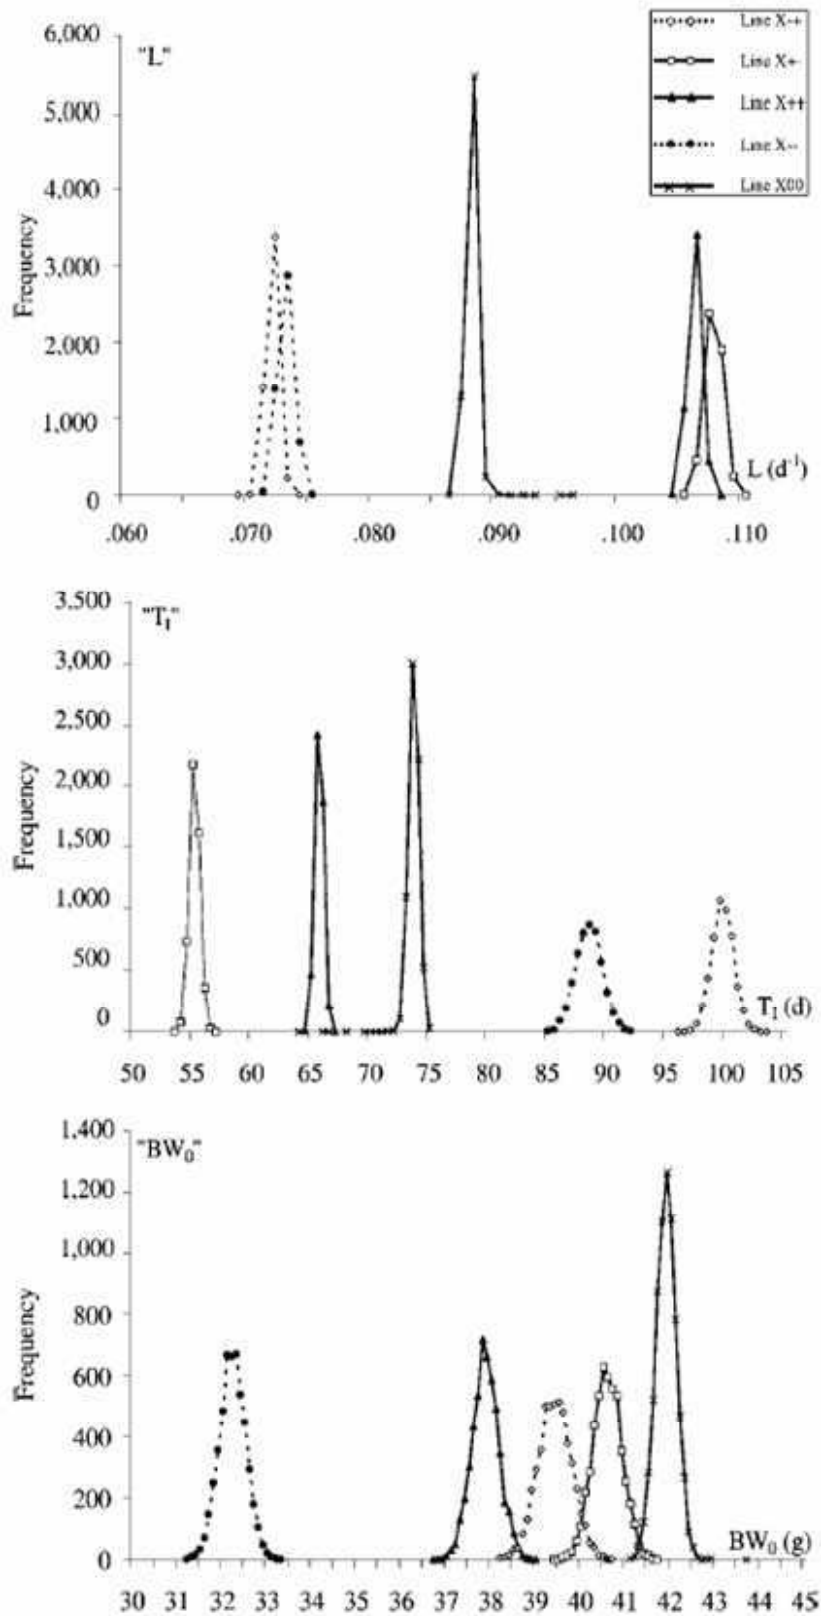 6,000
"L"
5,000
4,000
3,000
2,000
1,000
0
Frequency
.060 .070 .080 .090 .100 .110
L (d⁻¹)
Line X-+
Line X+-
Line X++
Line X--
Line X00
3,500
"T_I"
3,000
2,500
2,000
1,500
1,000
500
0
Frequency
T_I (d)
50 55 60 65 70 75 80 85 90 95 100 105
1,400
"BW₀"
1,200
1,000
800
600
400
200
0
Frequency
BW₀ (g)
30 31 32 33 34 35 36 37 38 39 40 41 42 43 44 45